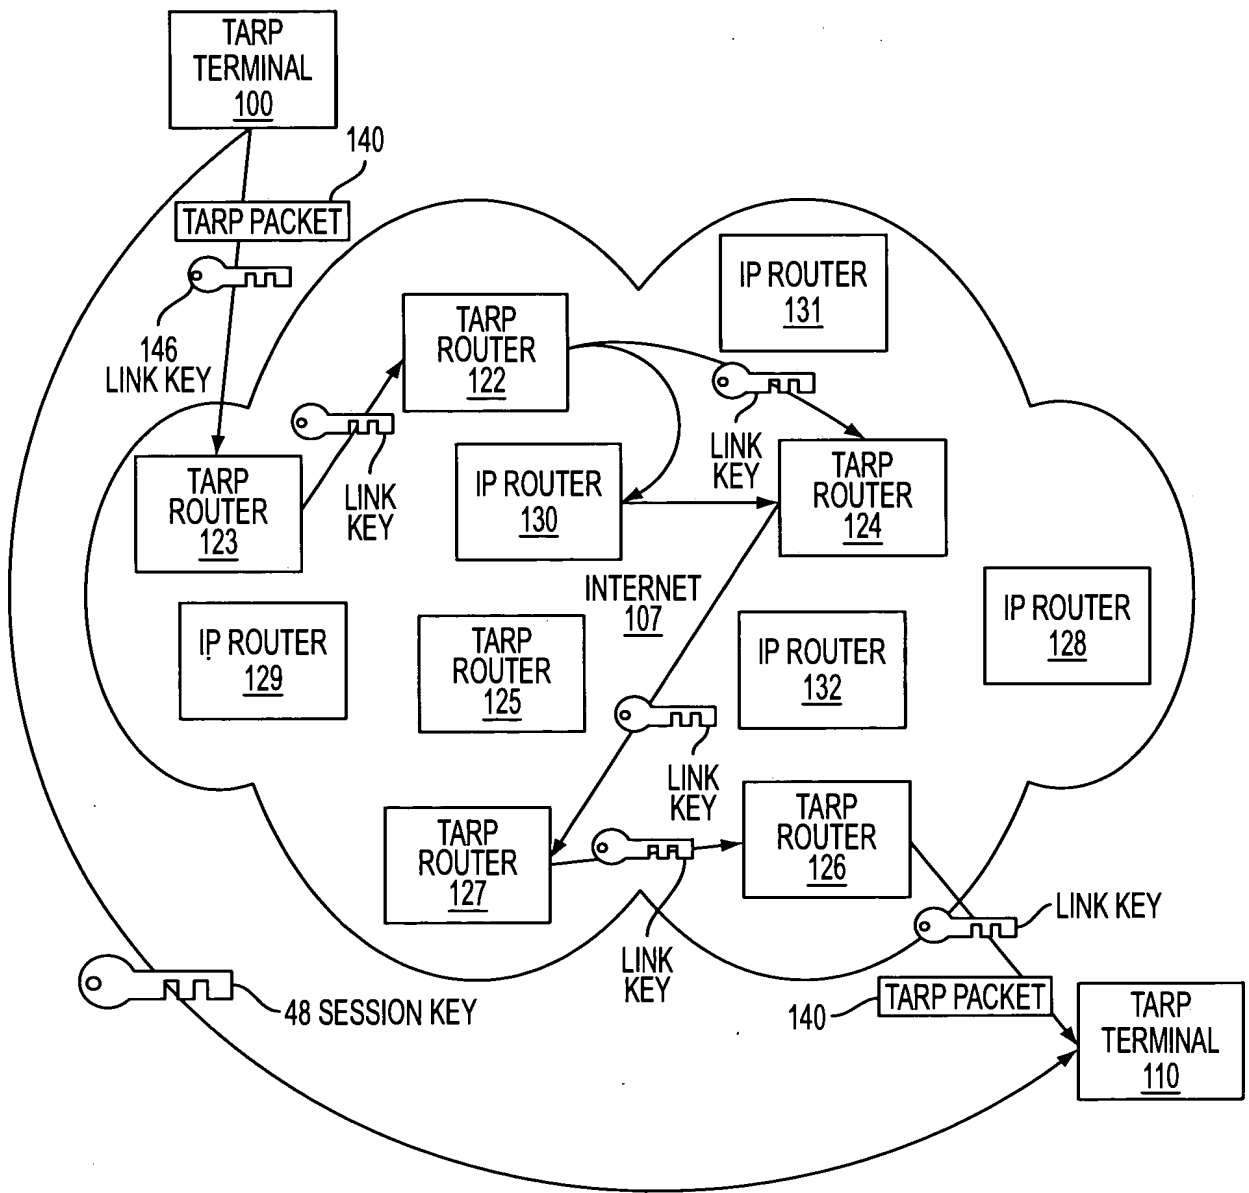 TARP
TERMINAL
100
140
TARP PACKET
146
LINK KEY
IP ROUTER
131
TARP
ROUTER
122
LINK
KEY
LINK
KEY
TARP
ROUTER
123
IP ROUTER
130
TARP
ROUTER
124
INTERNET
107
IP ROUTER
129
TARP
ROUTER
125
IP ROUTER
132
IP ROUTER
128
LINK
KEY
TARP
ROUTER
127
TARP
ROUTER
126
LINK
KEY
LINK KEY
48 SESSION KEY
140
TARP PACKET
TARP
TERMINAL
110